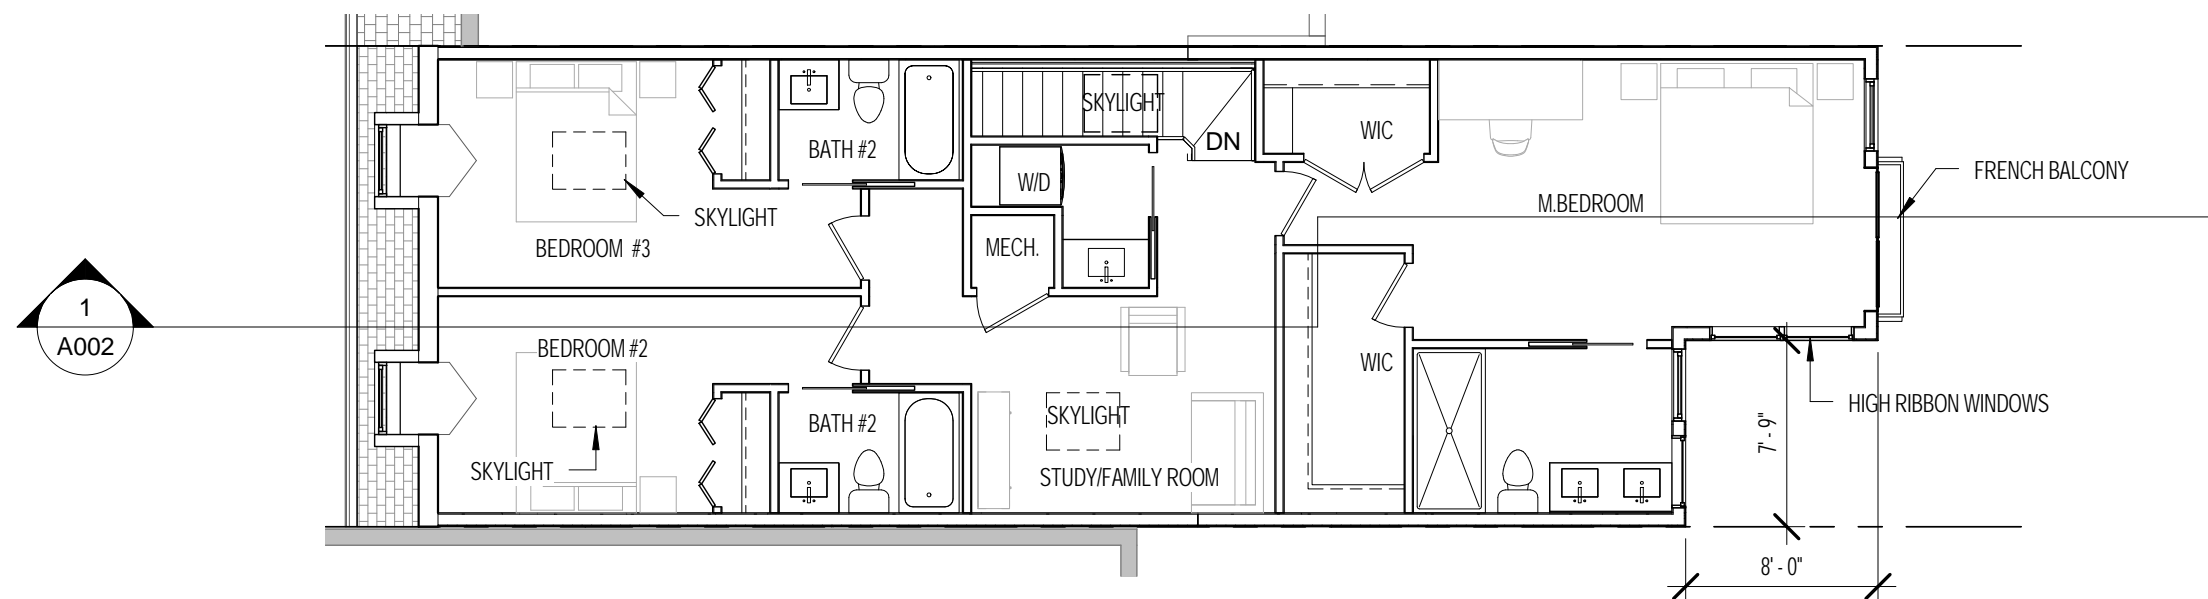 SKYLIGHT
DN
WIC
BATH #2
W/D
FRENCH BALCONY
M.BEDROOM
SKYLIGHT
BEDROOM #3
MECH.
1
A002
BEDROOM #2
WIC
HIGH RIBBON WINDOWS
SKYLIGHT
BATH #2
7' - 9"
SKYLIGHT
STUDY/FAMILY ROOM
8' - 0"